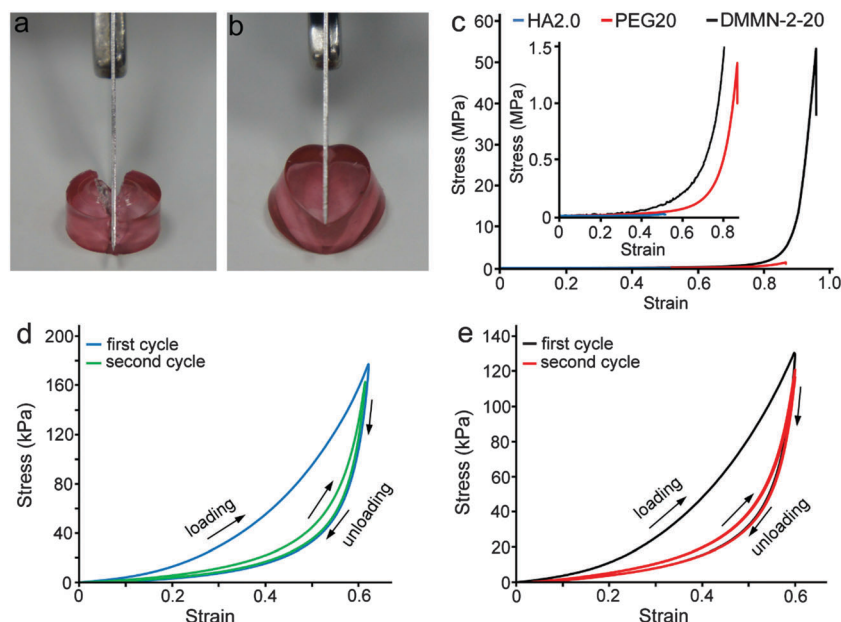 a
b
c
HA2.0 PEG20 DMMN-2-20
Stress (MPa)
60
50
40
30
20
10
0
0 0.2 0.4 0.6 0.8 1.0
Strain
Stress (MPa)
1.5
1.0
0.5
0
0 0.2 0.4 0.6 0.8
Strain
d
first cycle
second cycle
loading
unloading
Stress (kPa)
200
160
120
80
40
0
0 0.2 0.4 0.6
Strain
e
first cycle
second cycle
loading
unloading
Stress (kPa)
140
120
100
80
60
40
20
0
0 0.2 0.4 0.6
Strain